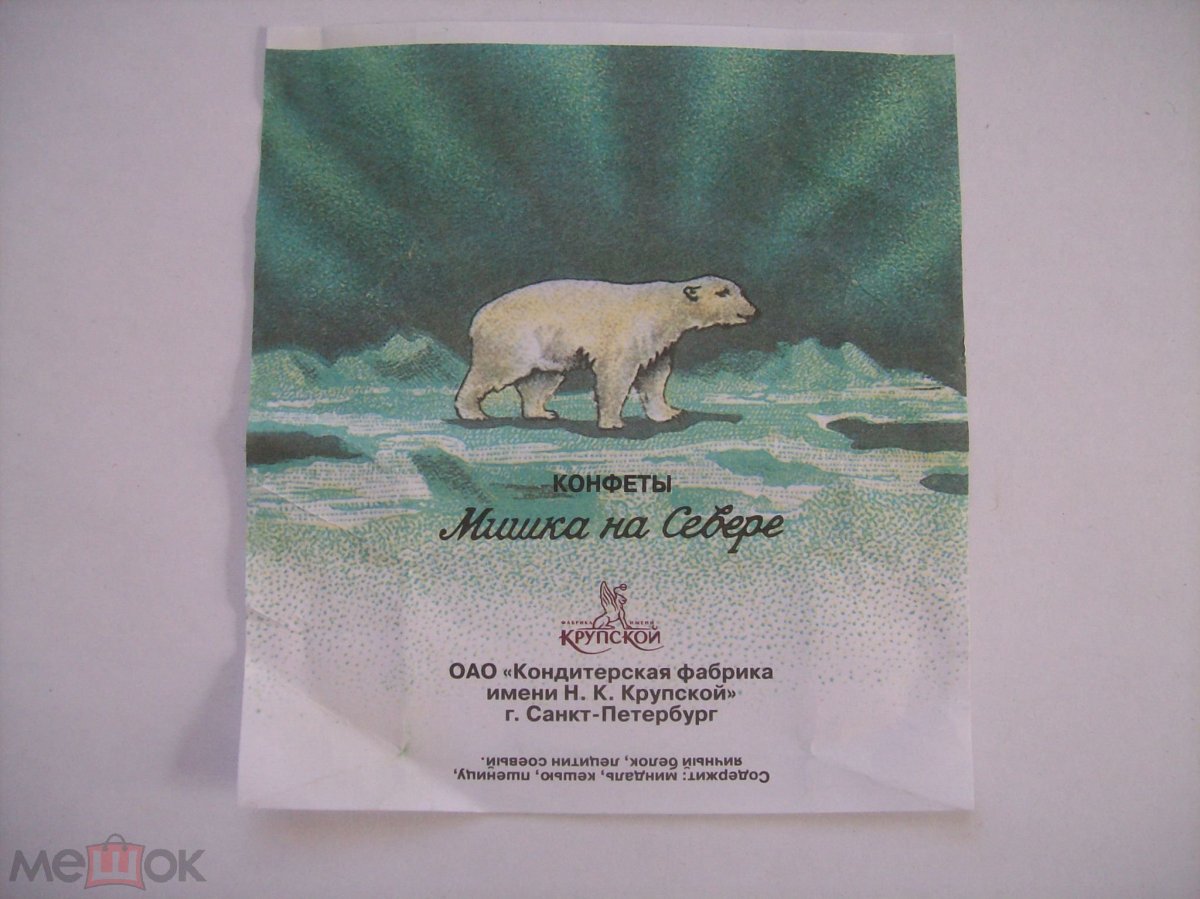 КОНФЕТЫ
Мишка на Севере
ФАБРИКА ИМЕНИ
КРУПСКОЙ
ОАО «Кондитерская фабрика
имени Н. К. Крупской»
г. Санкт-Петербург
Содержит: миндаль, кешью, пшеницу,
яичный белок, лецитин соевый.
мешок